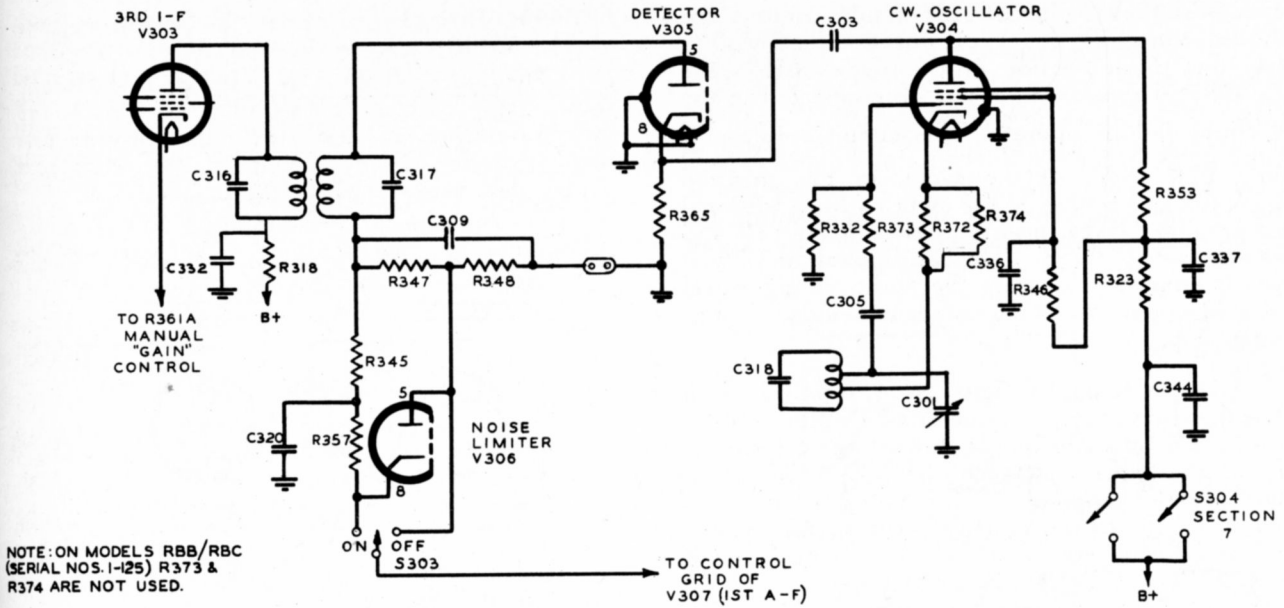 3RD I-F
V303
DETECTOR
V305
CW. OSCILLATOR
V304
C303
5
8
C316
C317
C309
R365
R332
R373
R372
R374
R353
C332
R318
R347
R348
C336
R346
R323
C337
B+
TO R361A
MANUAL
"GAIN"
CONTROL
C305
R345
C318
C301
C344
5
C320
R357
NOISE
LIMITER
V306
8
ON
OFF
S303
S304
SECTION
7
B+
NOTE: ON MODELS RBB/RBC
(SERIAL NOS. 1-125) R373 &
R374 ARE NOT USED.
TO CONTROL
GRID OF
V307 (1ST A-F)